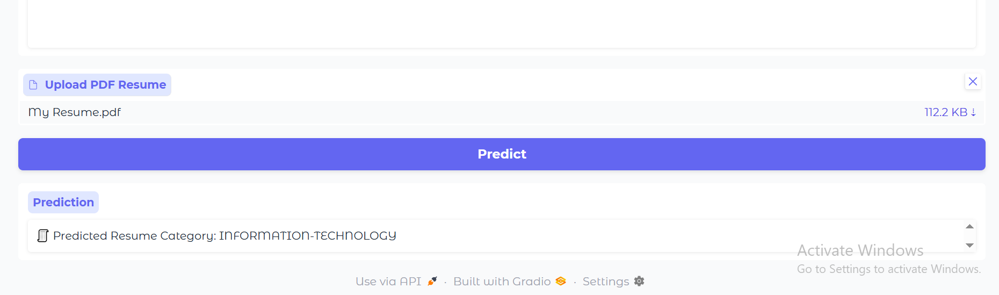 Upload PDF Resume
My Resume.pdf 112.2 KB ⇣
Predict
Prediction
Predicted Resume Category: INFORMATION-TECHNOLOGY
Activate Windows
Go to Settings to activate Windows.
Use via API · Built with Gradio · Settings